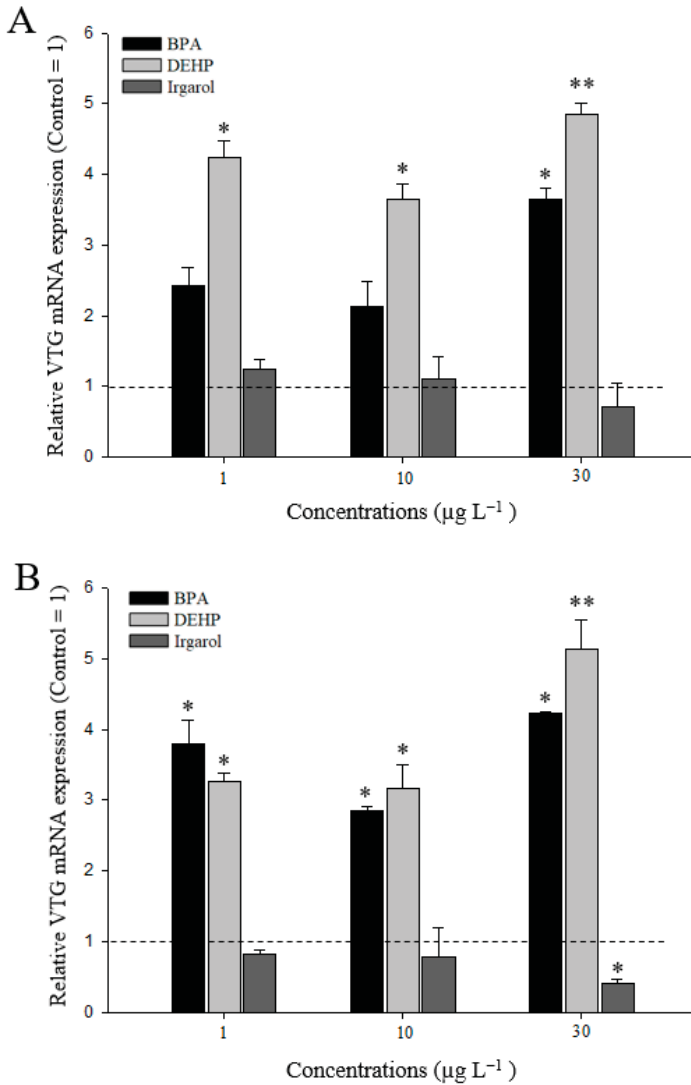 A
Relative VTG mRNA expression (Control = 1)
6
5
4
3
2
1
0
BPA
DEHP
Irgarol
*
*
*
**
1
10
30
Concentrations (µg L⁻¹ )
B
Relative VTG mRNA expression (Control = 1)
6
5
4
3
2
1
0
BPA
DEHP
Irgarol
*
*
*
*
*
**
*
1
10
30
Concentrations (µg L⁻¹ )